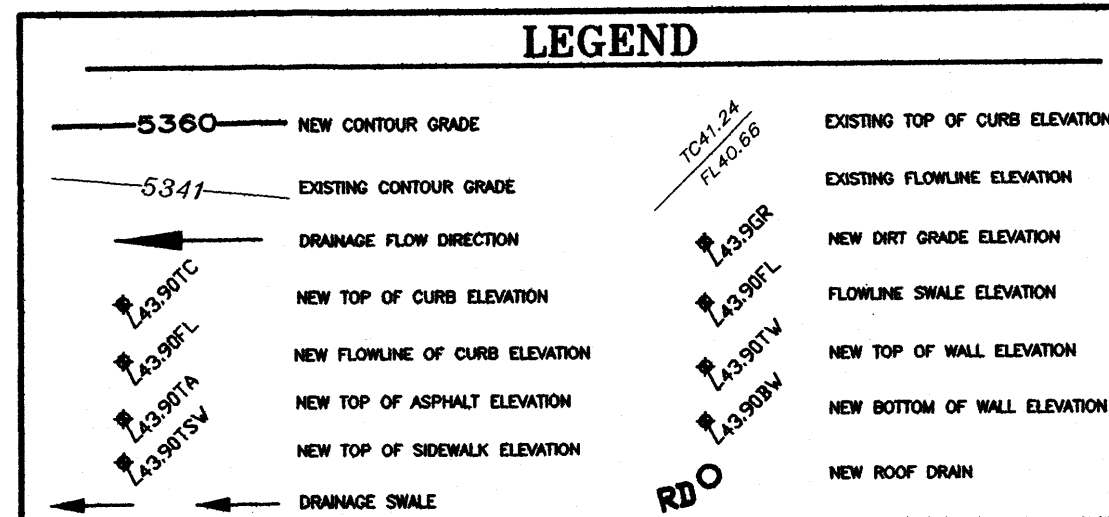 LEGEND
5360 NEW CONTOUR GRADE
5341 EXISTING CONTOUR GRADE
DRAINAGE FLOW DIRECTION
43.90TC NEW TOP OF CURB ELEVATION
43.90FL NEW FLOWLINE OF CURB ELEVATION
43.90TA NEW TOP OF ASPHALT ELEVATION
43.90TSW NEW TOP OF SIDEWALK ELEVATION
DRAINAGE SWALE
TC41.24 EXISTING TOP OF CURB ELEVATION
FL40.66 EXISTING FLOWLINE ELEVATION
43.9GR NEW DIRT GRADE ELEVATION
43.90FL FLOWLINE SWALE ELEVATION
43.90TW NEW TOP OF WALL ELEVATION
43.90BW NEW BOTTOM OF WALL ELEVATION
RD NEW ROOF DRAIN